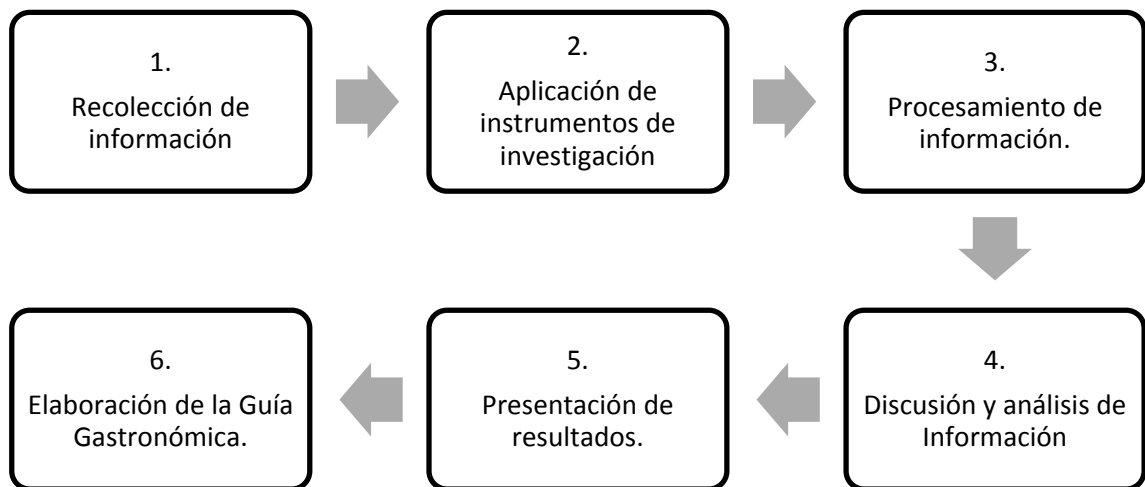 1.
Recolección de
información
2.
Aplicación de
instrumentos de
investigación
3.
Procesamiento de
información.
4.
Discusión y análisis de
Información
5.
Presentación de
resultados.
6.
Elaboración de la Guía
Gastronómica.